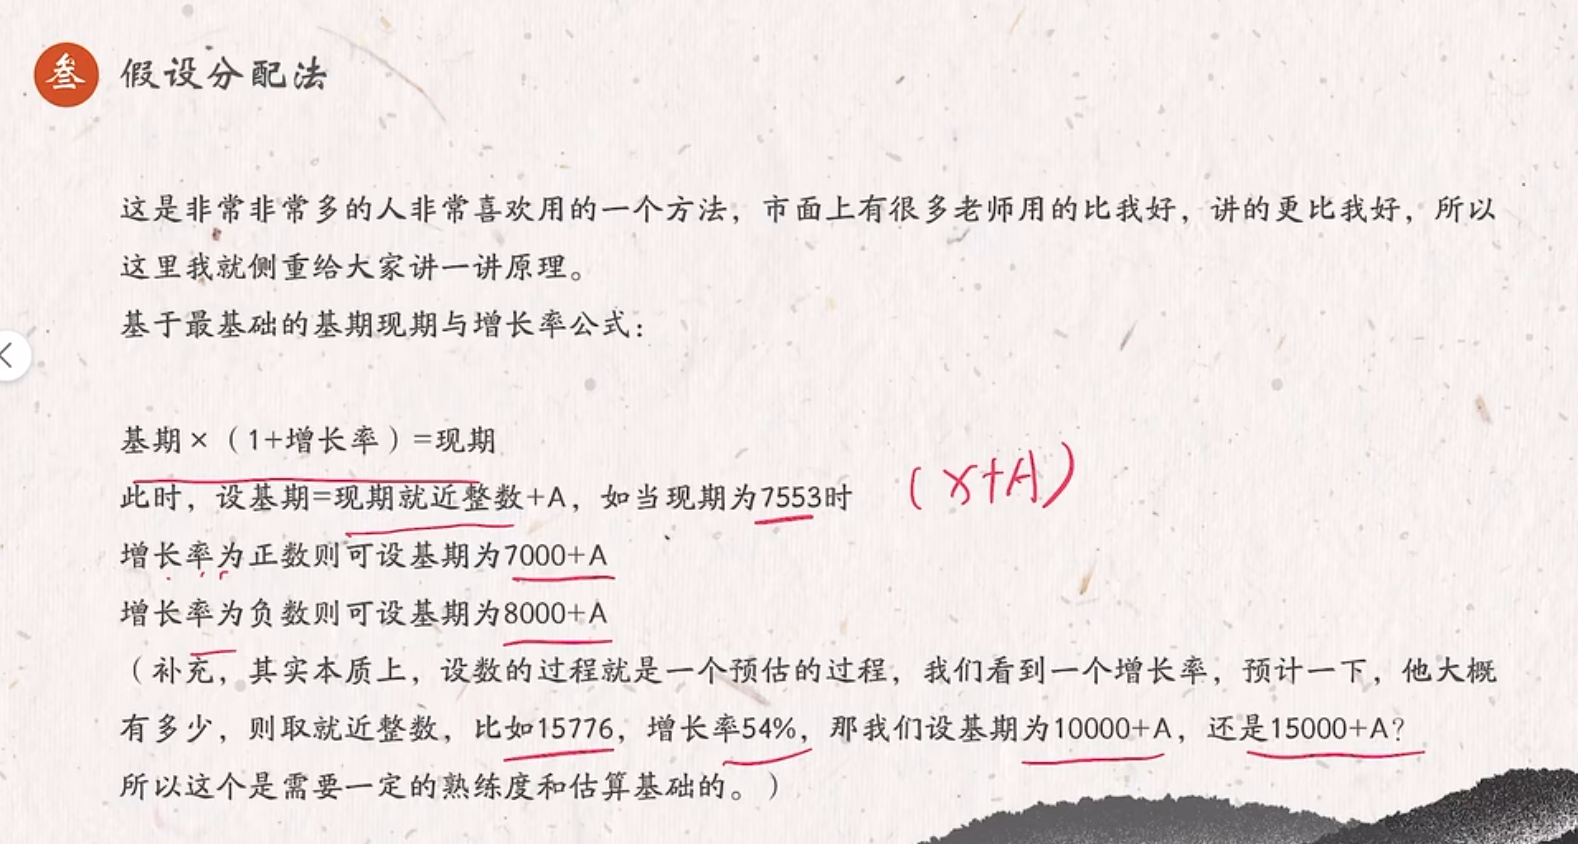 叁 假设分配法
这是非常非常多的人非常喜欢用的一个方法，市面上有很多老师用的比我好，讲的更比我好，所以
这里我就侧重给大家讲一讲原理。
基于最基础的基期现期与增长率公式：
基期×（1+增长率）=现期
此时，设基期=现期就近整数+A，如当现期为7553时
(x+A)
增长率为正数则可设基期为7000+A
增长率为负数则可设基期为8000+A
（补充，其实本质上，设数的过程就是一个预估的过程，我们看到一个增长率，预计一下，他大概
有多少，则取就近整数，比如15776，增长率54%，那我们设基期为10000+A，还是15000+A？
所以这个是需要一定的熟练度和估算基础的。）